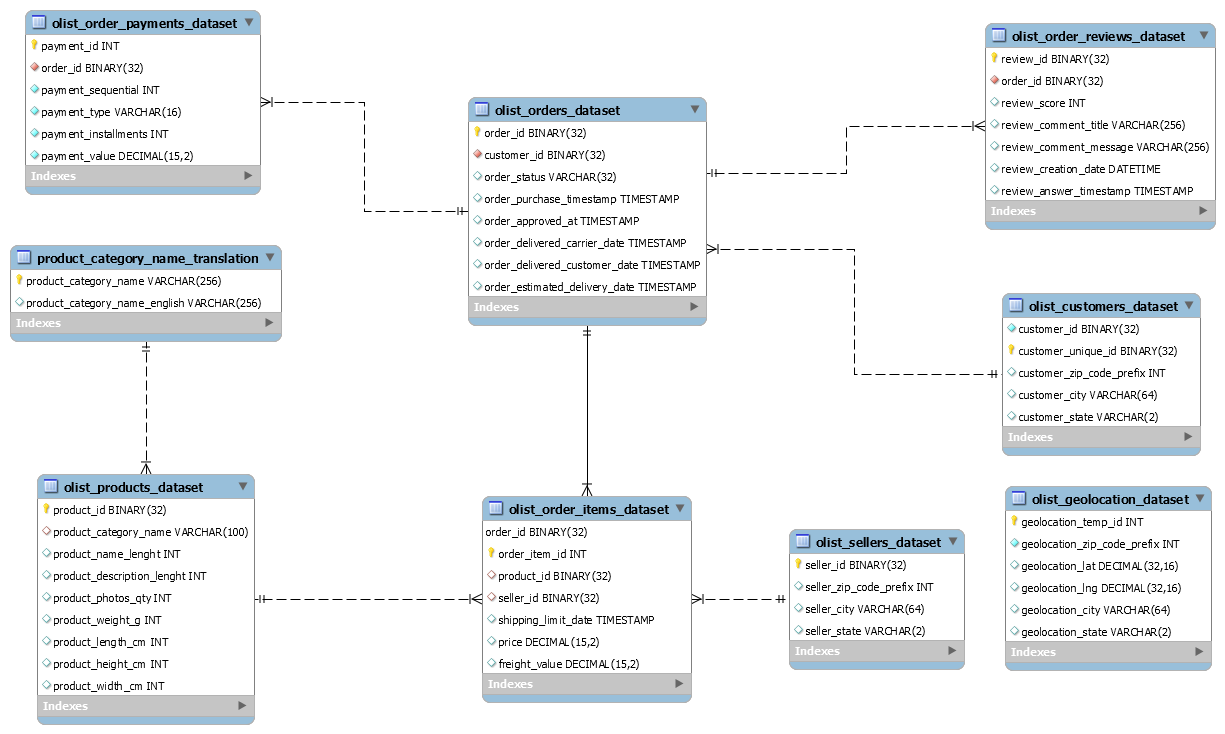 olist_order_payments_dataset
payment_id INT
order_id BINARY(32)
payment_sequential INT
payment_type VARCHAR(16)
payment_installments INT
payment_value DECIMAL(15,2)
Indexes
olist_orders_dataset
order_id BINARY(32)
customer_id BINARY(32)
order_status VARCHAR(32)
order_purchase_timestamp TIMESTAMP
order_approved_at TIMESTAMP
order_delivered_carrier_date TIMESTAMP
order_delivered_customer_date TIMESTAMP
order_estimated_delivery_date TIMESTAMP
Indexes
olist_order_reviews_dataset
review_id BINARY(32)
order_id BINARY(32)
review_score INT
review_comment_title VARCHAR(256)
review_comment_message VARCHAR(256)
review_creation_date DATETIME
review_answer_timestamp TIMESTAMP
Indexes
product_category_name_translation
product_category_name VARCHAR(256)
product_category_name_english VARCHAR(256)
Indexes
olist_customers_dataset
customer_id BINARY(32)
customer_unique_id BINARY(32)
customer_zip_code_prefix INT
customer_city VARCHAR(64)
customer_state VARCHAR(2)
Indexes
olist_products_dataset
product_id BINARY(32)
product_category_name VARCHAR(100)
product_name_lenght INT
product_description_lenght INT
product_photos_qty INT
product_weight_g INT
product_length_cm INT
product_height_cm INT
product_width_cm INT
Indexes
olist_order_items_dataset
order_id BINARY(32)
order_item_id INT
product_id BINARY(32)
seller_id BINARY(32)
shipping_limit_date TIMESTAMP
price DECIMAL(15,2)
freight_value DECIMAL(15,2)
Indexes
olist_sellers_dataset
seller_id BINARY(32)
seller_zip_code_prefix INT
seller_city VARCHAR(64)
seller_state VARCHAR(2)
Indexes
olist_geolocation_dataset
geolocation_temp_id INT
geolocation_zip_code_prefix INT
geolocation_lat DECIMAL(32,16)
geolocation_lng DECIMAL(32,16)
geolocation_city VARCHAR(64)
geolocation_state VARCHAR(2)
Indexes